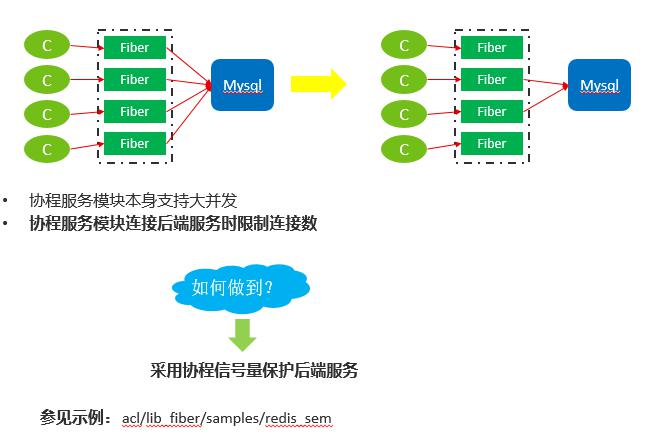 C Fiber C Fiber
C Fiber Mysql C Fiber Mysql
C Fiber C Fiber
C Fiber C Fiber
• 协程服务模块本身支持大并发
• 协程服务模块连接后端服务时限制连接数
如何做到？
采用协程信号量保护后端服务
参见示例：acl/lib_fiber/samples/redis_sem